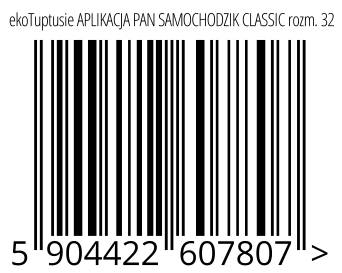 ekoTuptusie APLIKACJA PAN SAMOCHODZIK CLASSIC rozm. 32
5 904422 607807 >